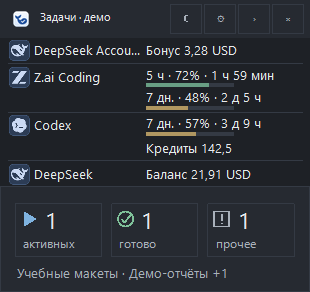 Задачи · демо
DeepSeek Accou... Бонус 3,28 USD
Z.ai Coding 5 ч · 72% · 1 ч 59 мин
7 дн. · 48% · 2 д 5 ч
Codex 7 дн. · 57% · 3 д 9 ч
Кредиты 142,5
DeepSeek Баланс 21,91 USD
1 1 1
активных готово прочее
Учебные макеты · Демо-отчёты +1